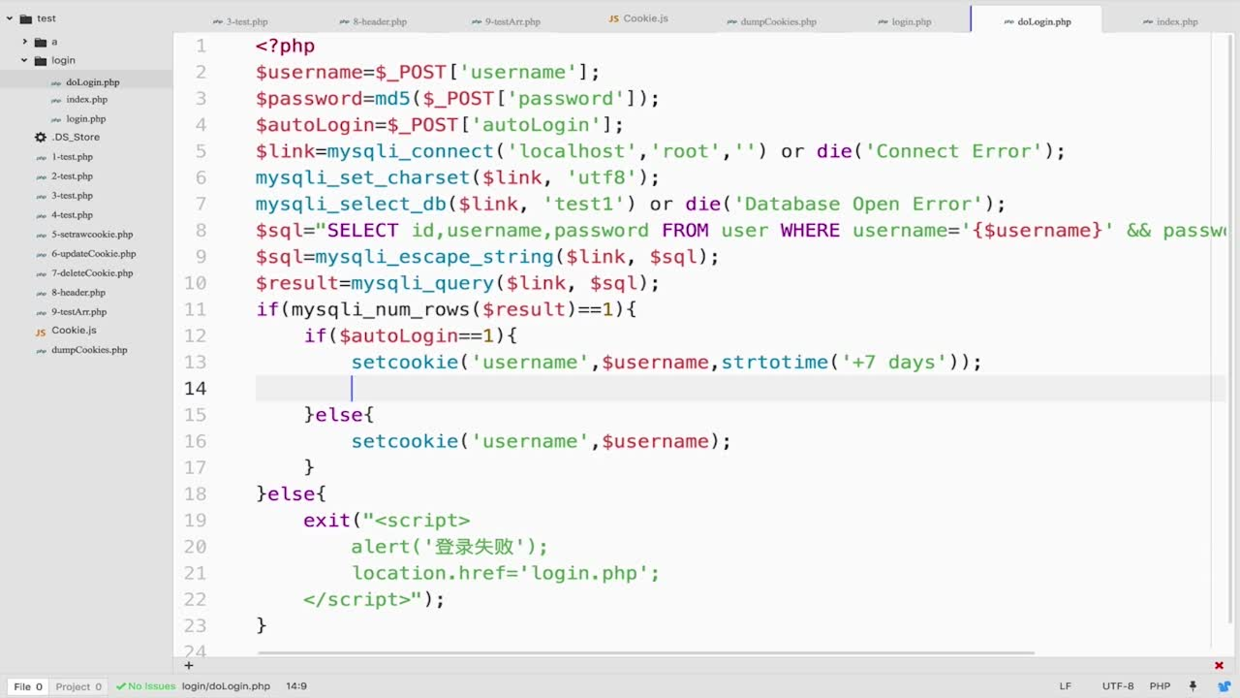 test
a
login
doLogin.php
index.php
login.php
.DS_Store
1-test.php
2-test.php
3-test.php
4-test.php
5-setrawcookie.php
6-updateCookie.php
7-deleteCookie.php
8-header.php
9-testArr.php
JS Cookie.js
dumpCookies.php
3-test.php 8-header.php 9-testArr.php JS Cookie.js dumpCookies.php login.php doLogin.php index.php
1 <?php
2 $username=$_POST['username'];
3 $password=md5($_POST['password']);
4 $autoLogin=$_POST['autoLogin'];
5 $link=mysqli_connect('localhost','root','') or die('Connect Error');
6 mysqli_set_charset($link, 'utf8');
7 mysqli_select_db($link, 'test1') or die('Database Open Error');
8 $sql="SELECT id,username,password FROM user WHERE username='{$username}' && passw
9 $sql=mysqli_escape_string($link, $sql);
10 $result=mysqli_query($link, $sql);
11 if(mysqli_num_rows($result)==1){
12 if($autoLogin==1){
13 setcookie('username',$username,strtotime('+7 days'));
14
15 }else{
16 setcookie('username',$username);
17 }
18 }else{
19 exit("<script>
20 alert('登录失败');
21 location.href='login.php';
22 </script>");
23 }
24
+
File 0 Project 0 No Issues login/doLogin.php 14:9 LF UTF-8 PHP